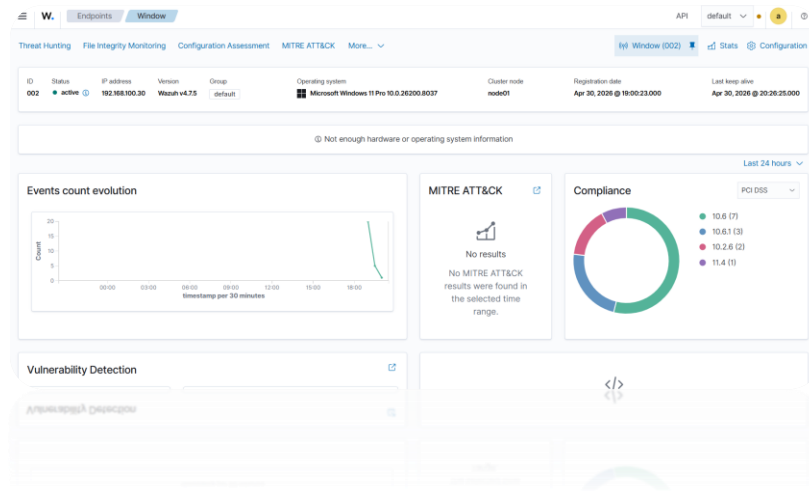 W. Endpoints Window API default a
Threat Hunting File Integrity Monitoring Configuration Assessment MITRE ATT&CK More... Window (002) Stats Configuration
ID Status IP address Version Group Operating system Cluster node Registration date Last keep alive
002 active 192.168.100.30 Wazuh v4.7.5 default Microsoft Windows 11 Pro 10.0.26200.8037 node01 Apr 30, 2026 @ 19:00:23.000 Apr 30, 2026 @ 20:26:25.000
Not enough hardware or operating system information
Last 24 hours
Events count evolution
Count
20
15
10
5
0
00:00 03:00 06:00 09:00 12:00 15:00 18:00
timestamp per 30 minutes
MITRE ATT&CK
No results
No MITRE ATT&CK
results were found in
the selected time
range.
Compliance PCI DSS
10.6 (7)
10.6.1 (3)
10.2.6 (2)
11.4 (1)
Vulnerability Detection